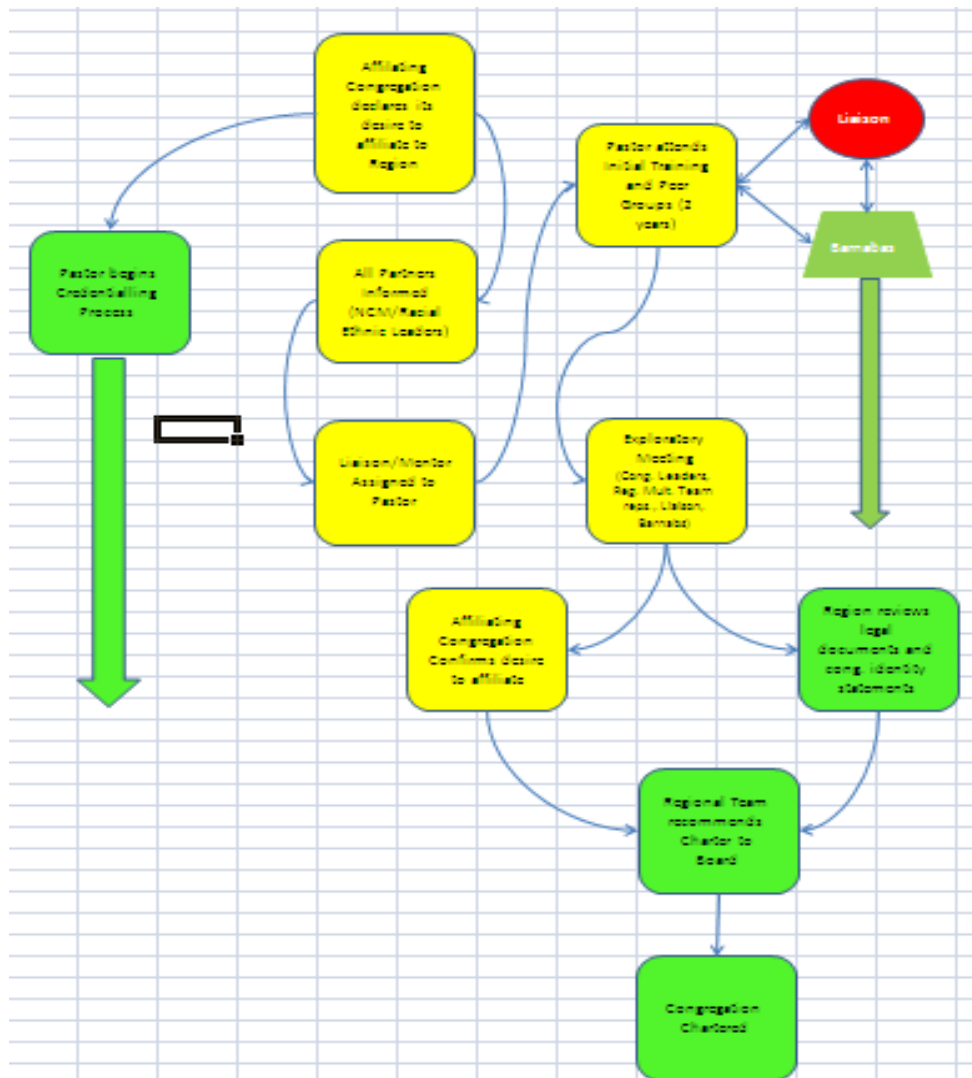 Affiliating
Congregation
declares its
desire to
affiliate to
Region
Liaison
Pastor attends
Initial Training
and Peer
Groups (2
years)
Barnabas
Pastor begins
Credentialling
Process
All Partners
Informed
(NCM/Racial
Ethnic Leaders)
Liaison/Mentor
Assigned to
Pastor
Exploratory
Meeting
(Cong. Leaders,
Reg. Mult. Team
reps., Liaison,
Barnabs)
Affiliating
Congregation
Confirms desire
to affiliate
Region reviews
legal
documents and
cong. identity
statements
Regional Team
recommends
Charter to
Board
Congregation
Chartered